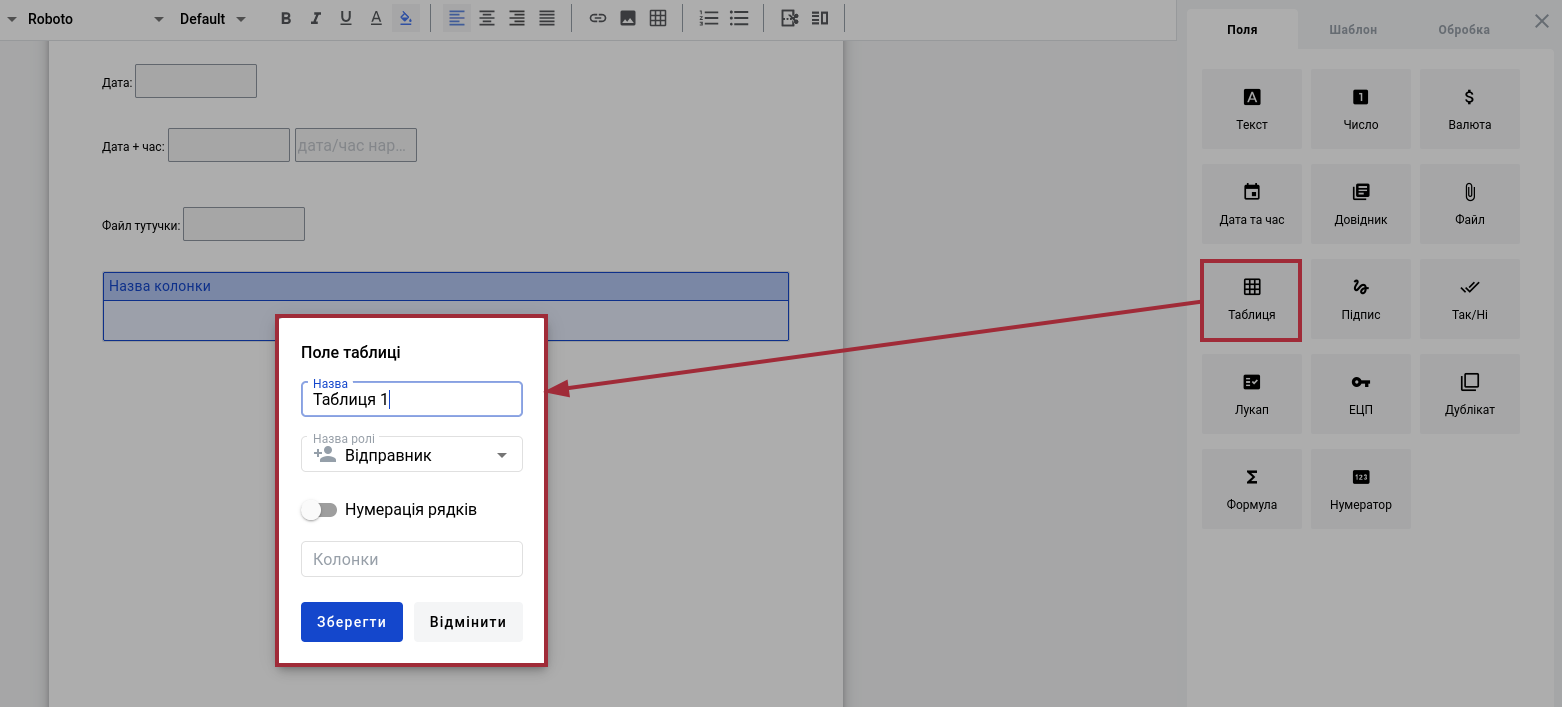 Roboto
Default
Поля
Шаблон
Обробка
Дата:
Дата + час:
дата/час нар...
Файл тутучки:
Назва колонки
Поле таблиці
Назва
Таблиця 1
Назва ролі
Відправник
Нумерація рядків
Колонки
Зберегти
Відмінити
Текст
Число
Валюта
Дата та час
Довідник
Файл
Таблиця
Підпис
Так/Ні
Лукап
ЕЦП
Дублікат
Формула
Нумератор